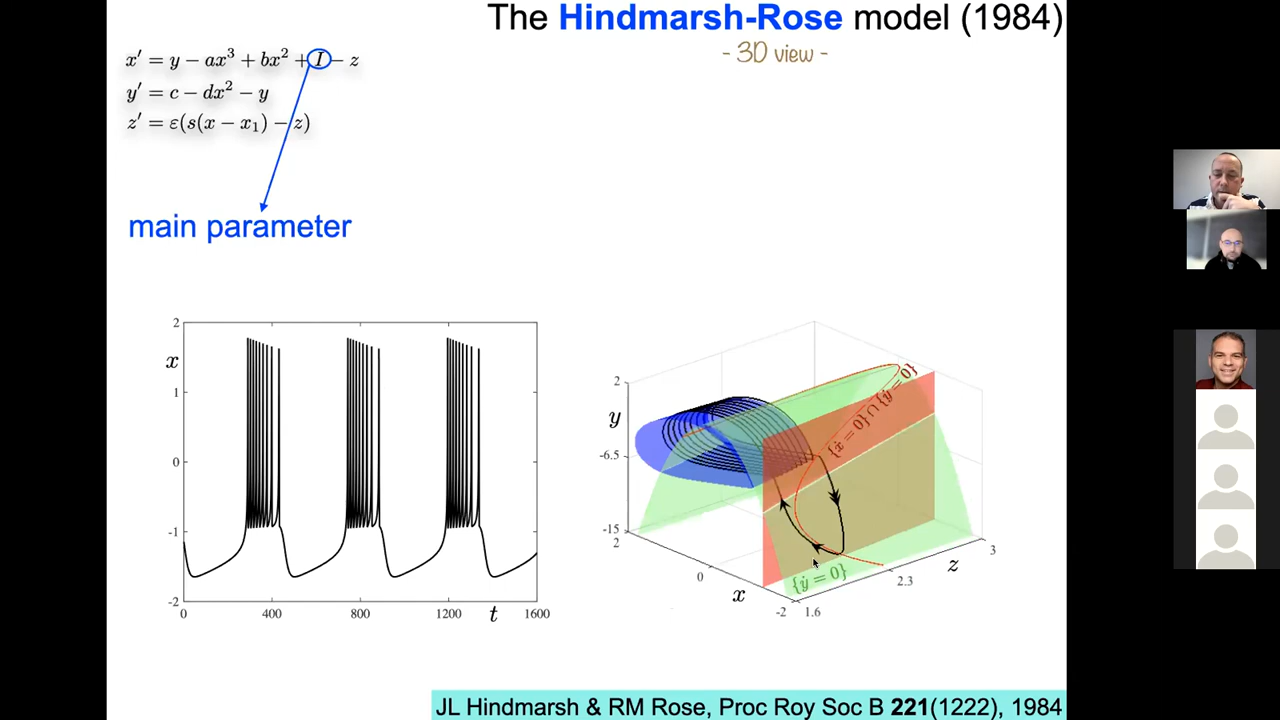 The Hindmarsh-Rose model (1984)
- 3D view -
x′ = y − ax³ + bx² + I − z
y′ = c − dx² − y
z′ = ε(s(x − x₁) − z)
main parameter
2
1
0
-1
-2
x
0
400
800
1200
1600
t
2
-6.5
-15
y
2
0
-2
x
1.6
2.3
3
z
{ẋ = 0} ∩ {ẏ = 0}
{ẏ = 0}
JL Hindmarsh & RM Rose, Proc Roy Soc B 221(1222), 1984